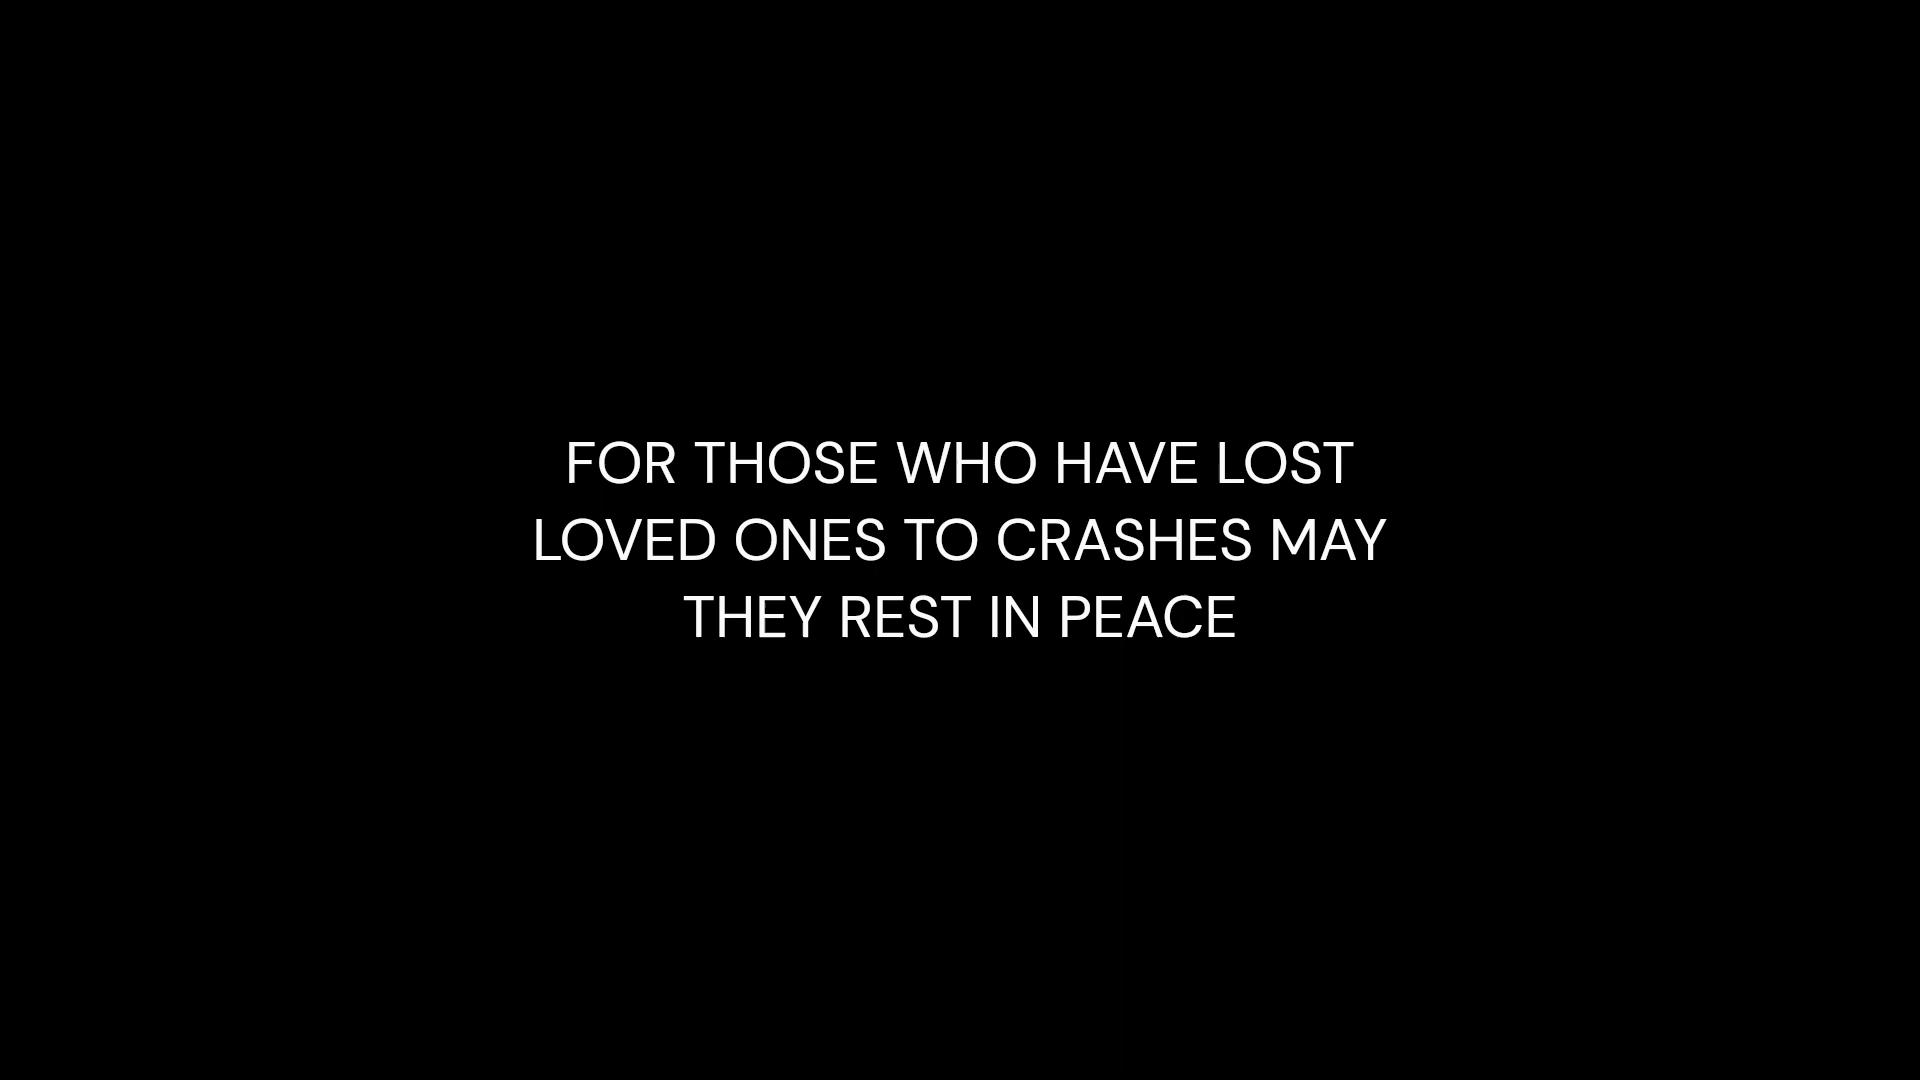 FOR THOSE WHO HAVE LOST
LOVED ONES TO CRASHES MAY
THEY REST IN PEACE